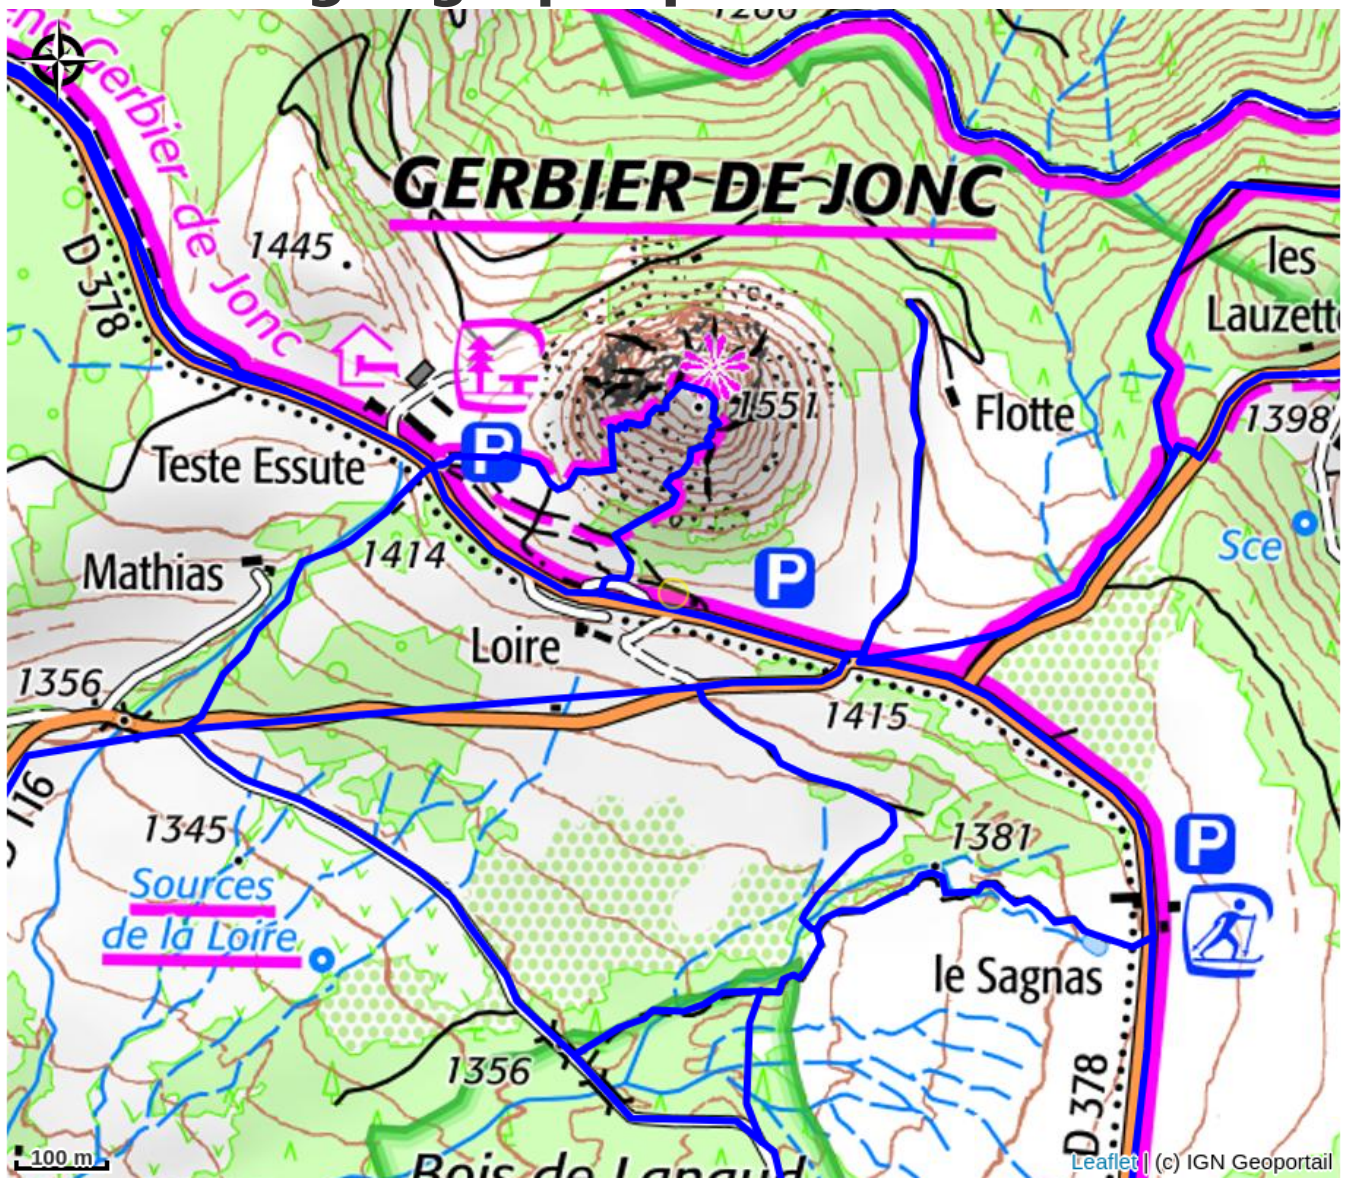 1280
Gerbier
de
Jonc
GERBIER DE JONC
1445
D 378
les
Lauzette
1551
Flotte
1398
P
Teste Essute
Sce
1414
Mathias
P
Loire
1356
1415
116
1345
1381
P
Sources
de la Loire
le Sagnas
1356
D 378
Bois de Lapaud
100 m
Leaflet | (c) IGN Geoportail